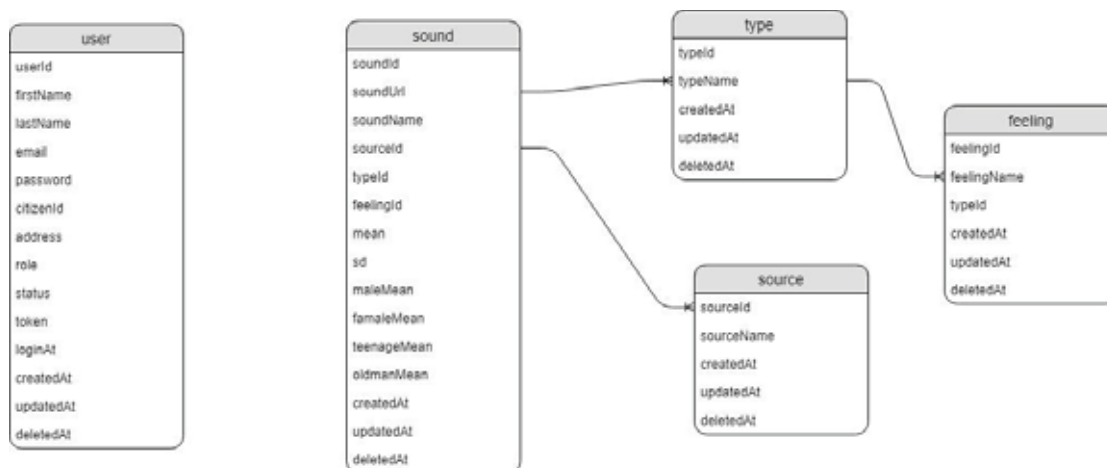 user
userId
firstName
lastName
email
password
citizenId
address
role
status
token
loginAt
createdAt
updatedAt
deletedAt
sound
soundId
soundUrl
soundName
sourceId
typeId
feelingId
mean
sd
maleMean
famaleMean
teenageMean
oldmanMean
createdAt
updatedAt
deletedAt
type
typeId
typeName
createdAt
updatedAt
deletedAt
source
sourceId
sourceName
createdAt
updatedAt
deletedAt
feeling
feelingId
feelingName
typeId
createdAt
updatedAt
deletedAt